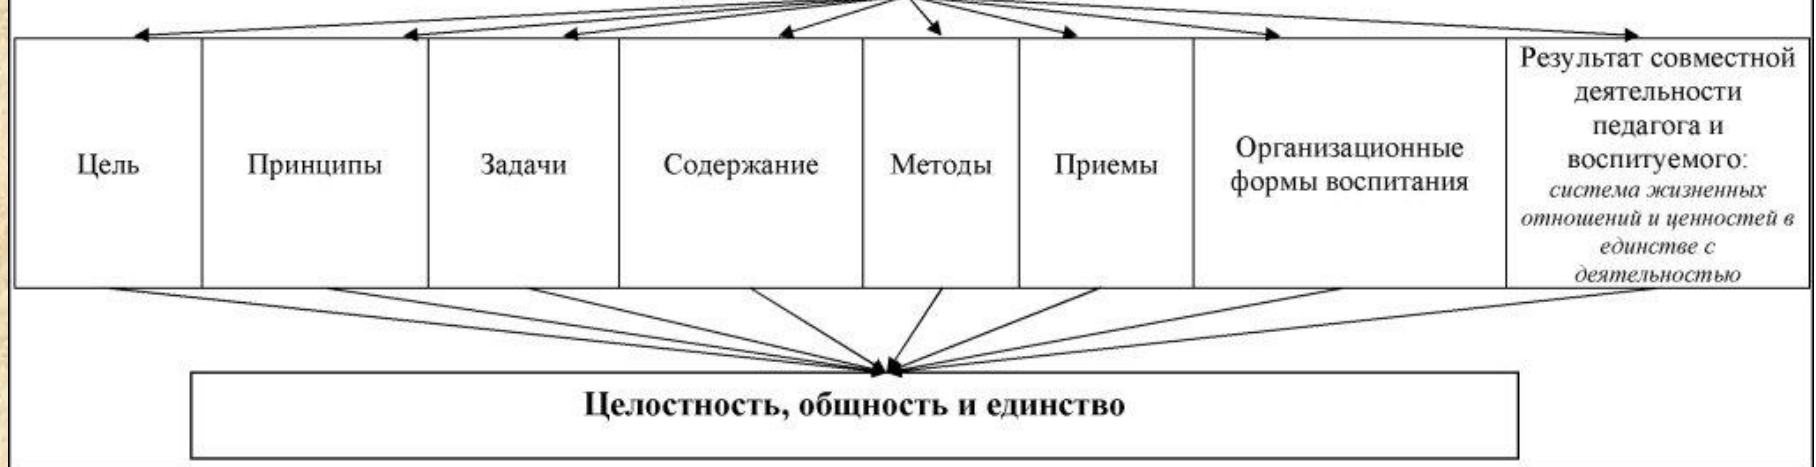 Цель
Принципы
Задачи
Содержание
Методы
Приемы
Организационные
формы воспитания
Результат совместной
деятельности
педагога и
воспитуемого:
система жизненных
отношений и ценностей в
единстве с
деятельностью
Целостность, общность и единство